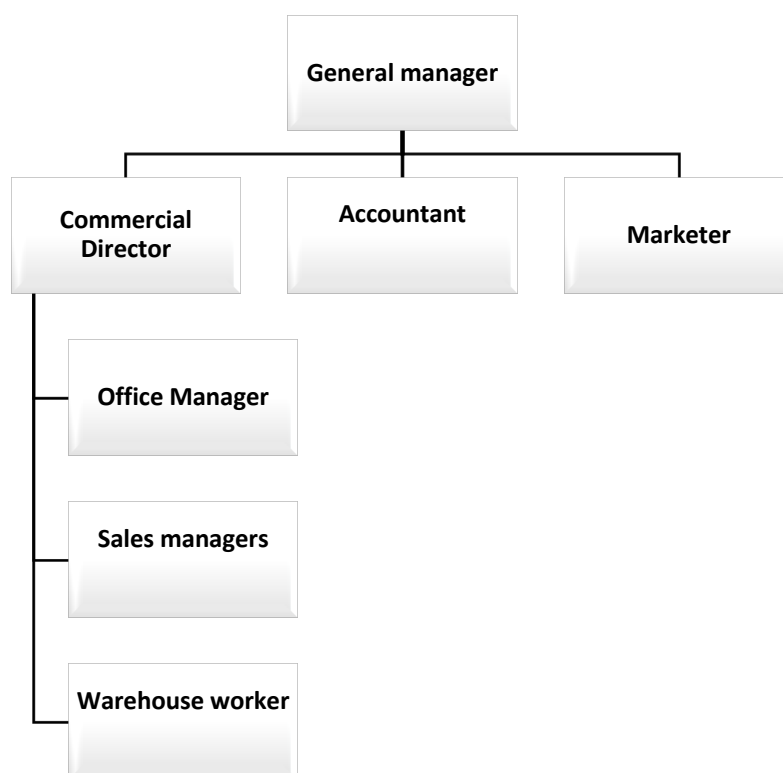 General manager
Commercial
Director
Accountant
Marketer
Office Manager
Sales managers
Warehouse worker